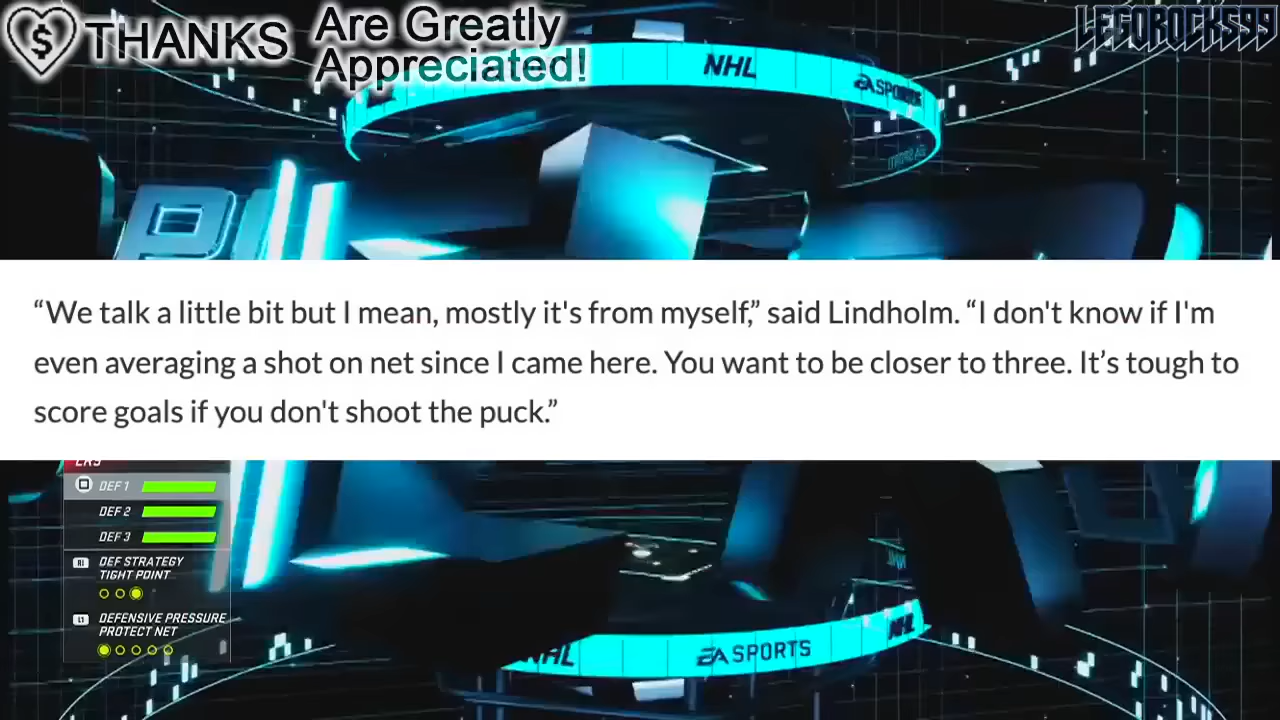 THANKS
Are Greatly
Appreciated!
LEGOROCKS99
NHL
EA SPORTS
“We talk a little bit but I mean, mostly it's from myself,” said Lindholm. “I don't know if I'm
even averaging a shot on net since I came here. You want to be closer to three. It’s tough to
score goals if you don't shoot the puck.”
DEF 1
DEF 2
DEF 3
R1 DEF STRATEGY
TIGHT POINT
L1 DEFENSIVE PRESSURE
PROTECT NET
NHL
EA SPORTS